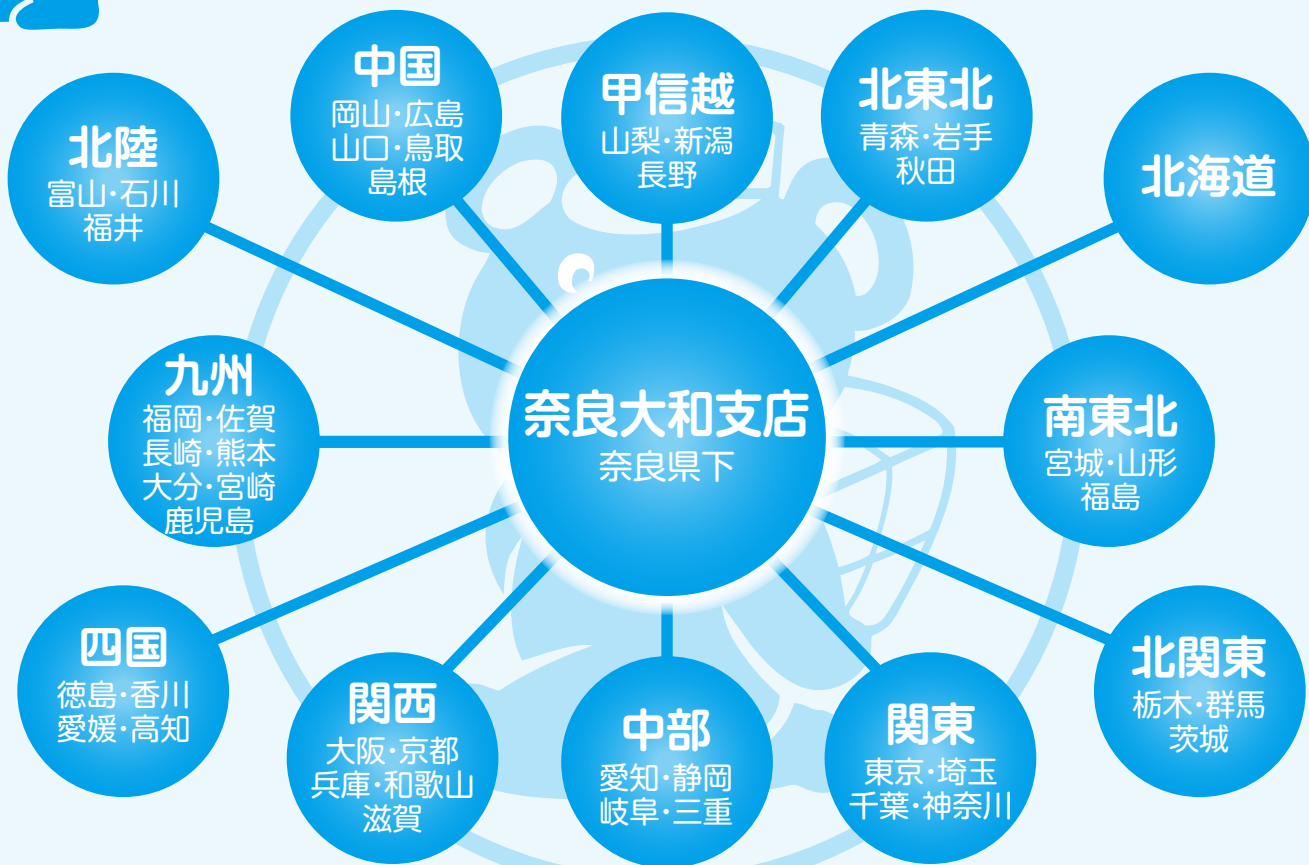 中国
岡山・広島
山口・鳥取
島根
甲信越
山梨・新潟
長野
北東北
青森・岩手
秋田
北陸
富山・石川
福井
北海道
九州
福岡・佐賀
長崎・熊本
大分・宮崎
鹿児島
奈良大和支店
奈良県下
南東北
宮城・山形
福島
四国
徳島・香川
愛媛・高知
関西
大阪・京都
兵庫・和歌山
滋賀
中部
愛知・静岡
岐阜・三重
関東
東京・埼玉
千葉・神奈川
北関東
栃木・群馬
茨城